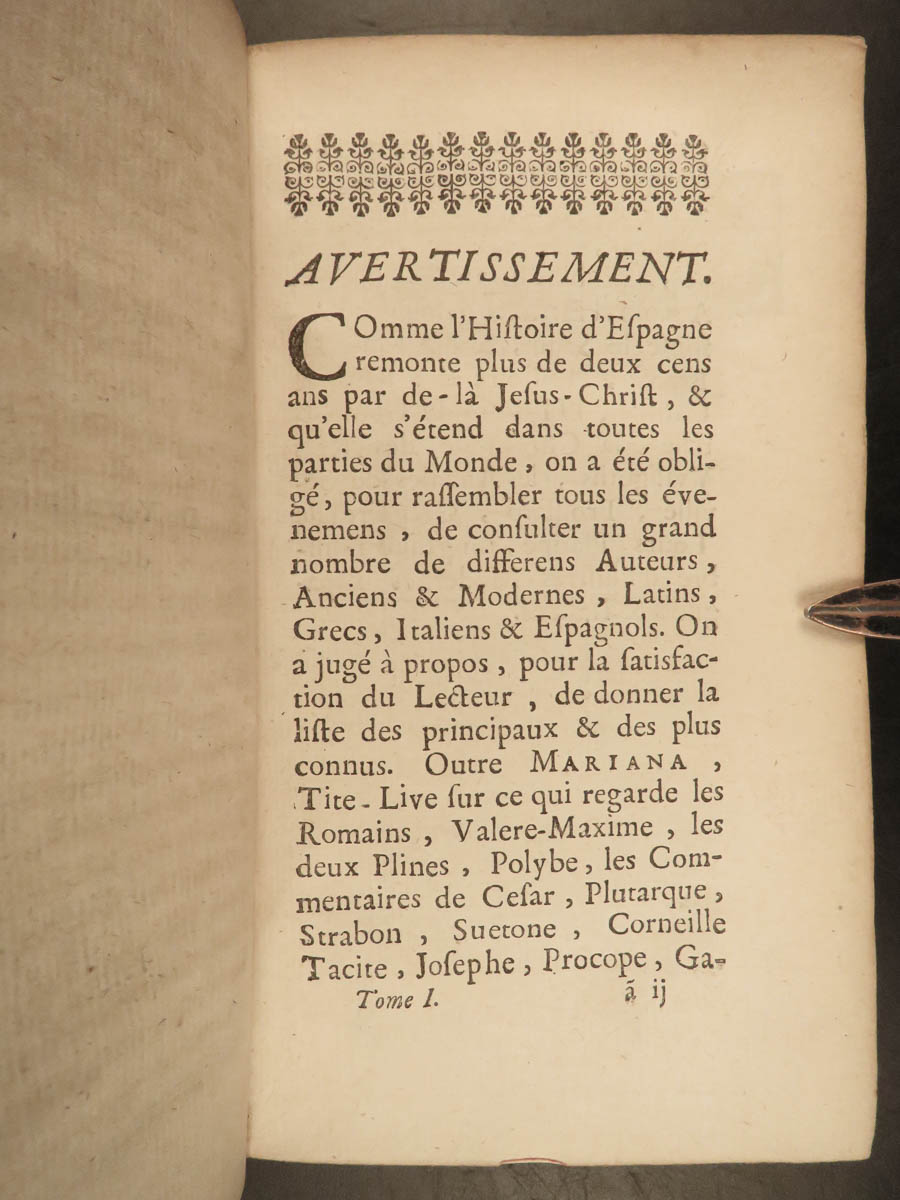 AVERTISSEMENT.
COmme l'Hiſtoire d'Eſpagne
remonte plus de deux cens
ans par de-là Jeſus-Chriſt, &
qu'elle s'étend dans toutes les
parties du Monde, on a été obli-
gé, pour raſſembler tous les éve-
nemens, de conſulter un grand
nombre de differens Auteurs,
Anciens & Modernes, Latins,
Grecs, Italiens & Eſpagnols. On
a jugé à propos, pour la ſatisfac-
tion du Lecteur, de donner la
liſte des principaux & des plus
connus. Outre MARIANA,
Tite-Live ſur ce qui regarde les
Romains, Valere-Maxime, les
deux Plines, Polybe, les Com-
mentaires de Ceſar, Plutarque,
Strabon, Suetone, Corneille
Tacite, Joſephe, Procope, Ga-
Tome I. ã ij